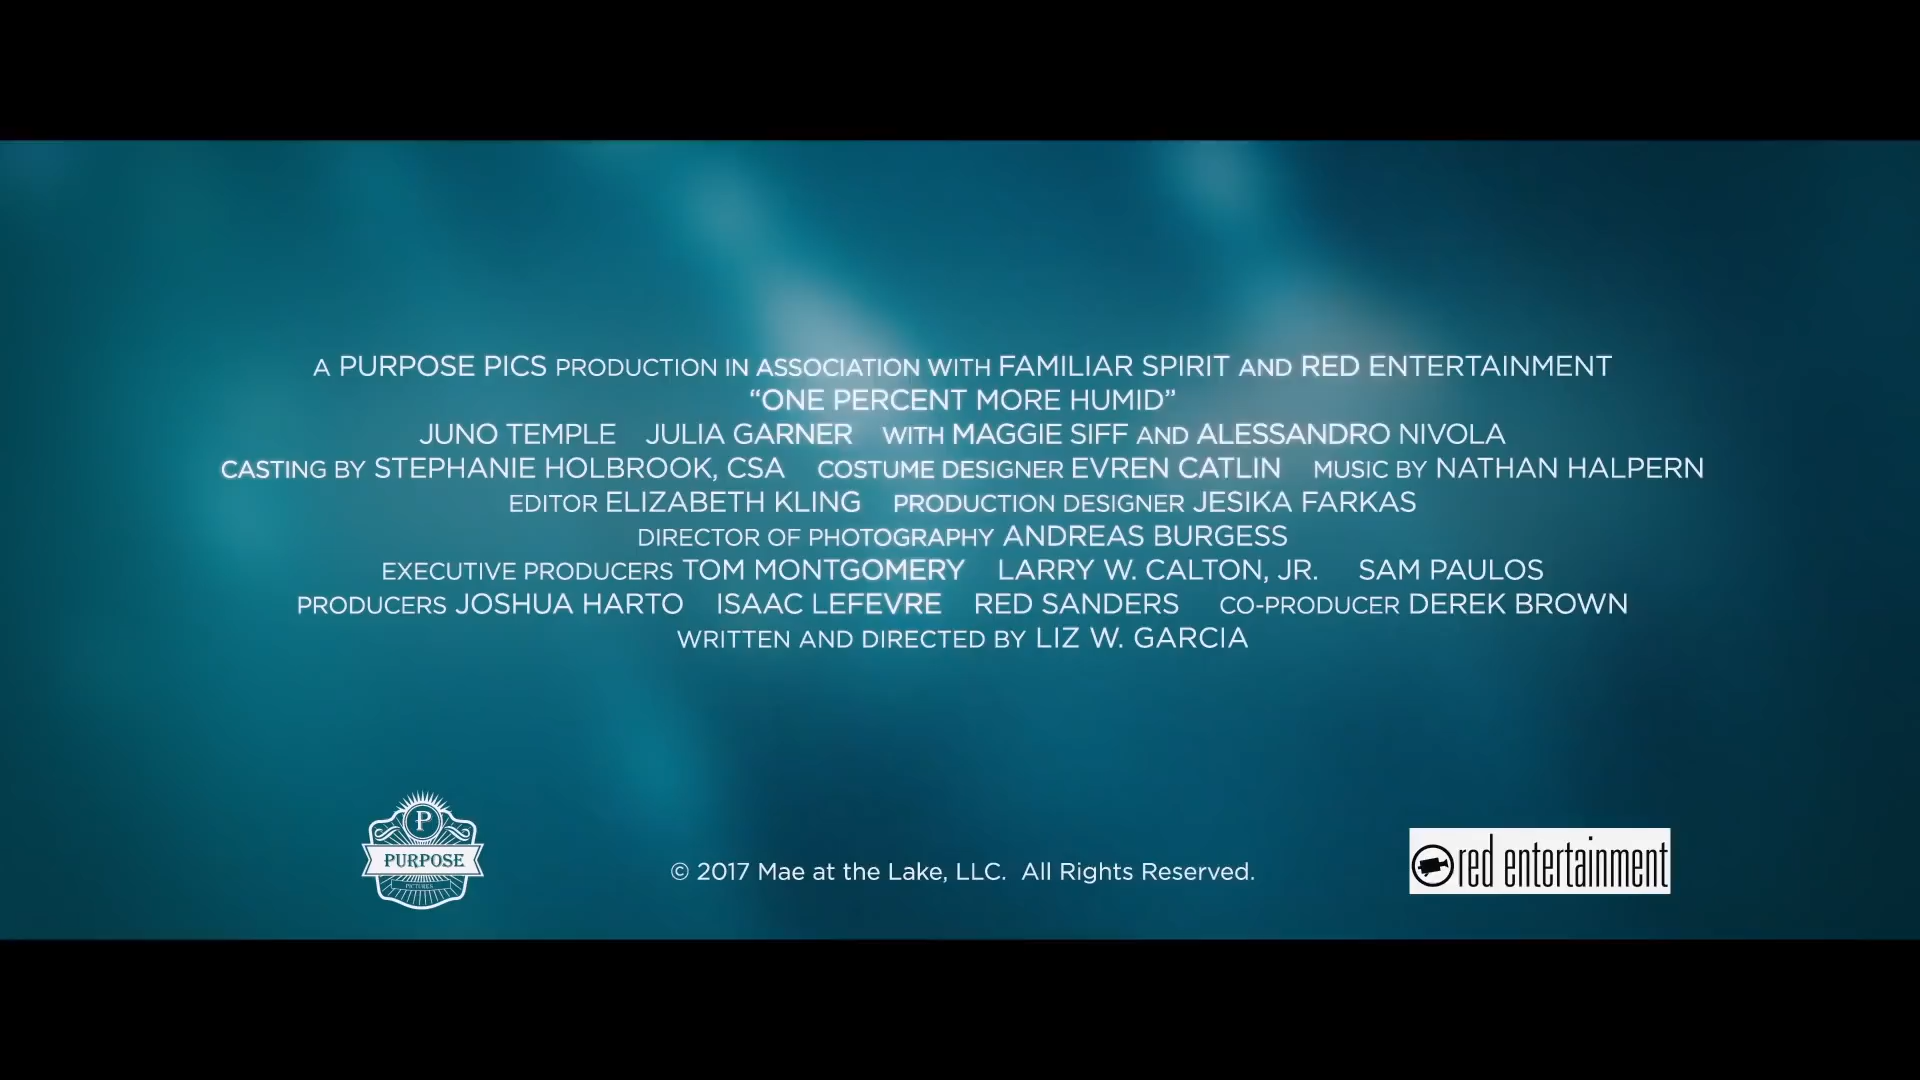 A PURPOSE PICS PRODUCTION IN ASSOCIATION WITH FAMILIAR SPIRIT AND RED ENTERTAINMENT
“ONE PERCENT MORE HUMID”
JUNO TEMPLE JULIA GARNER WITH MAGGIE SIFF AND ALESSANDRO NIVOLA
CASTING BY STEPHANIE HOLBROOK, CSA COSTUME DESIGNER EVREN CATLIN MUSIC BY NATHAN HALPERN
EDITOR ELIZABETH KLING PRODUCTION DESIGNER JESIKA FARKAS
DIRECTOR OF PHOTOGRAPHY ANDREAS BURGESS
EXECUTIVE PRODUCERS TOM MONTGOMERY LARRY W. CALTON, JR. SAM PAULOS
PRODUCERS JOSHUA HARTO ISAAC LEFEVRE RED SANDERS CO-PRODUCER DEREK BROWN
WRITTEN AND DIRECTED BY LIZ W. GARCIA
P
PURPOSE
PICTURES
© 2017 Mae at the Lake, LLC. All Rights Reserved.
red entertainment